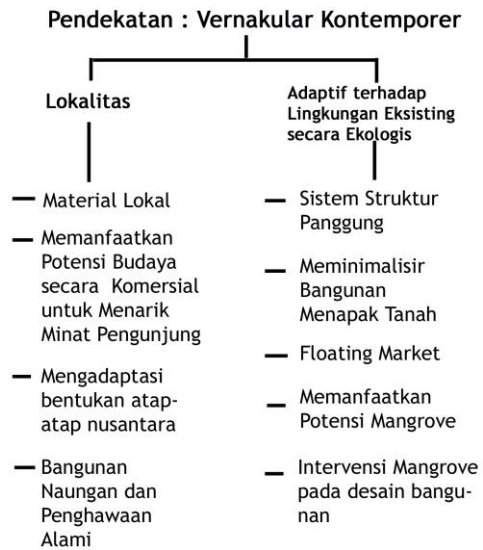 Pendekatan : Vernakular Kontemporer
Lokalitas
Material Lokal
Memanfaatkan
Potensi Budaya
secara Komersial
untuk Menarik
Minat Pengunjung
Mengadaptasi
bentukan atap-
atap nusantara
Bangunan
Naungan dan
Penghawaan
Alami
Adaptif terhadap
Lingkungan Eksisting
secara Ekologis
Sistem Struktur
Panggung
Meminimalisir
Bangunan
Menapak Tanah
Floating Market
Memanfaatkan
Potensi Mangrove
Intervensi Mangrove
pada desain bangu-
nan